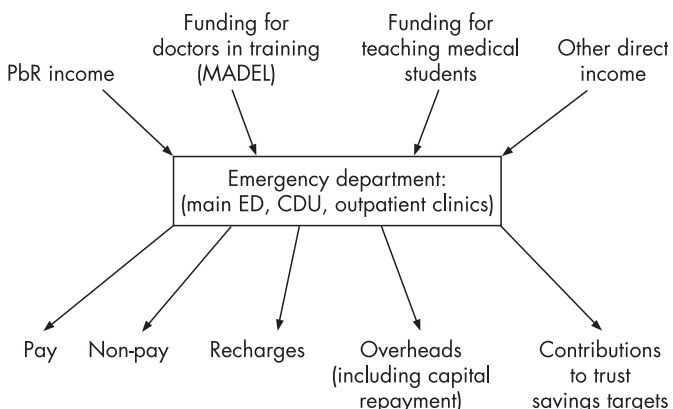 PbR income
Funding for
doctors in training
(MADEL)
Funding for
teaching medical
students
Other direct
income
Emergency department:
(main ED, CDU, outpatient clinics)
Pay
Non-pay
Recharges
Overheads
(including capital
repayment)
Contributions
to trust
savings targets